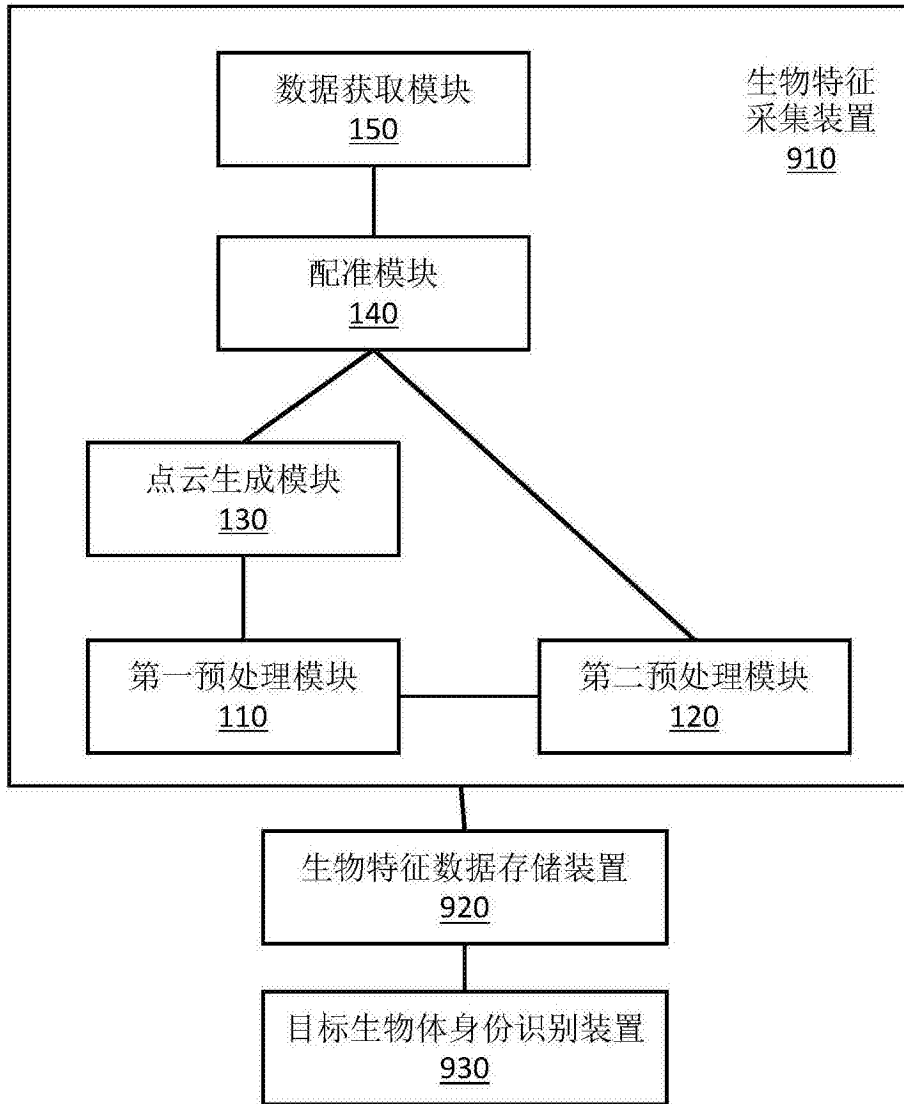 数据获取模块
150
生物特征
采集装置
910
配准模块
140
点云生成模块
130
第一预处理模块
110
第二预处理模块
120
生物特征数据存储装置
920
目标生物体身份识别装置
930